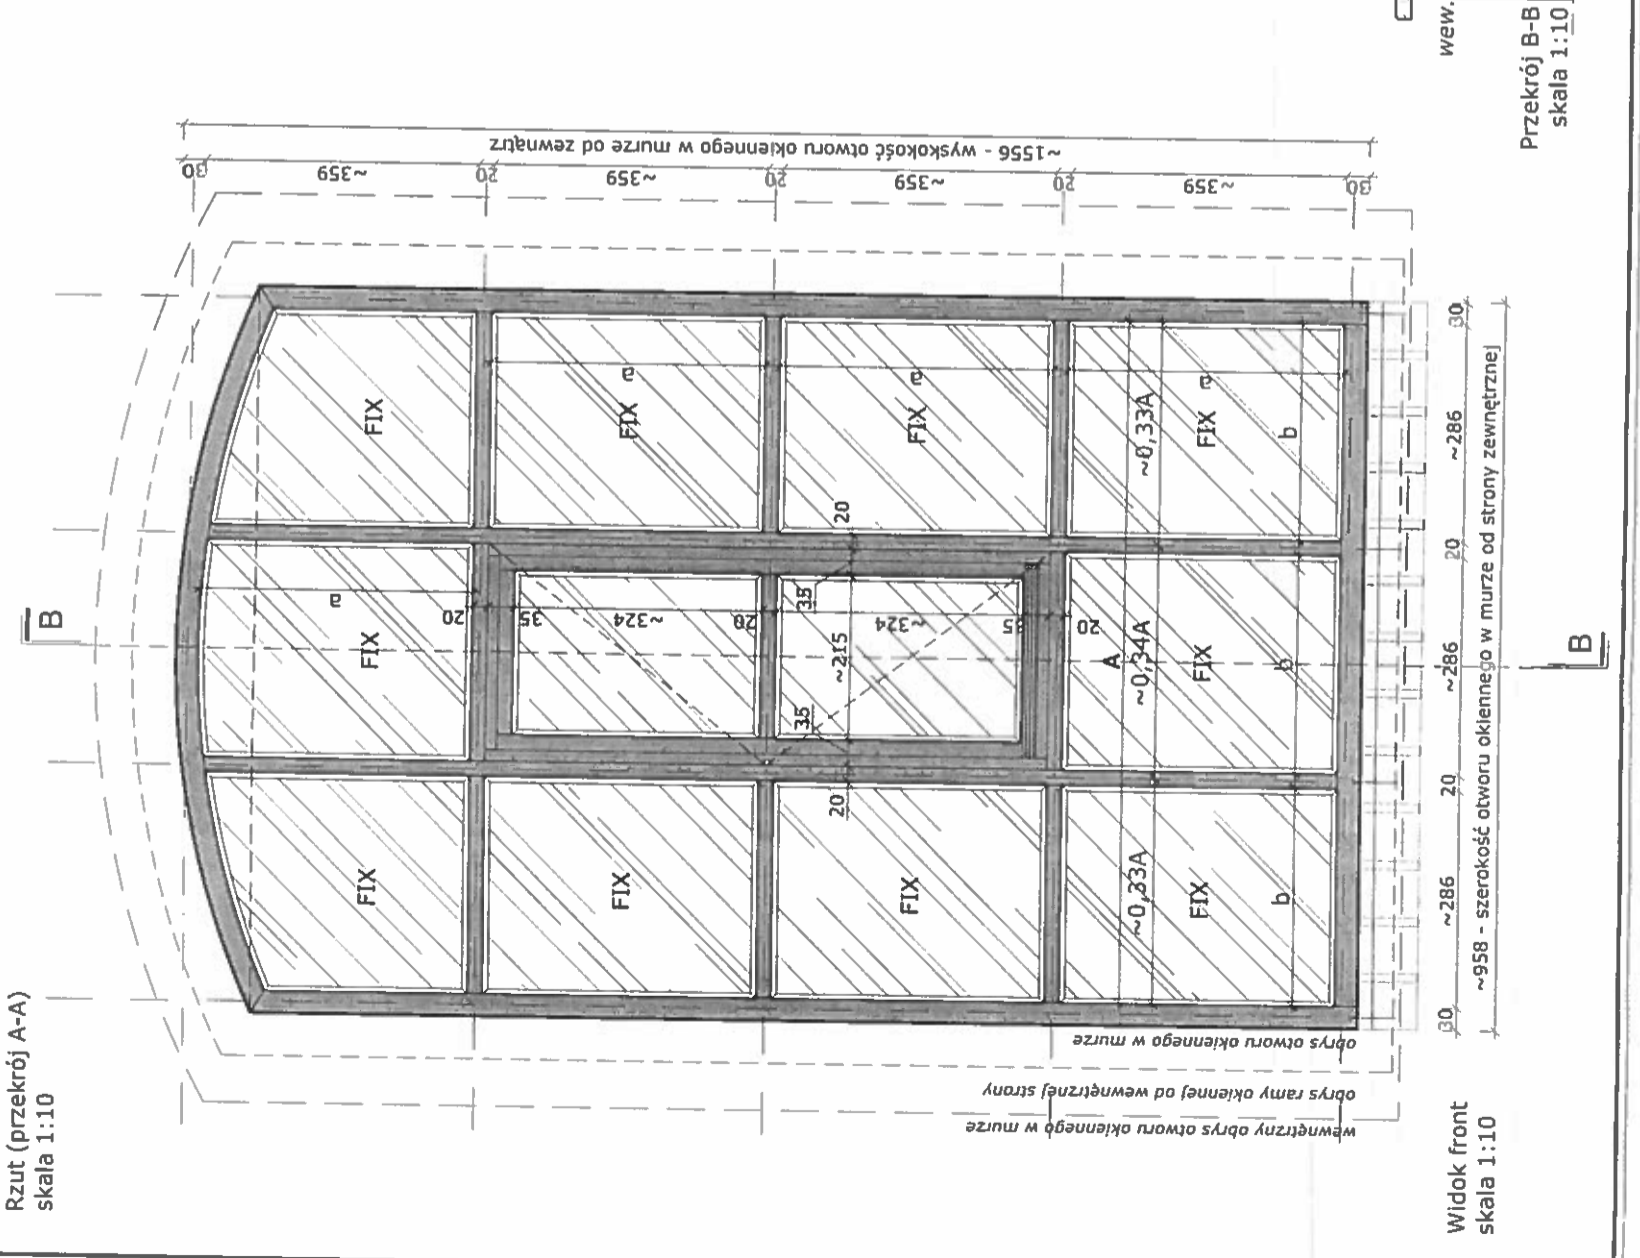 Rzut (przekrój A-A)
skala 1:10
B
~1556 - wyskokość otworu okiennego w murze od zewnątrz
30
~359
20
~359
20
~359
20
~359
30
FIX
FIX
FIX
FIX
a
a
a
FIX
a
20
35
~324
20
~324
35
20
20
35
~215
35
20
A
~0,33A
~0,34A
~0,33A
FIX
b
b
b
FIX
FIX
FIX
FIX
30
~286
20
~286
20
~286
30
~958 - szerokość otworu okiennego w murze od strony zewnętrznej
B
obrys otworu okiennego w murze
obrys ramy okiennej od wewnętrznej strony
wewnętrzny obrys otworu okiennego w murze
Widok front
skala 1:10
wew.
Przekrój B-B
skala 1:10